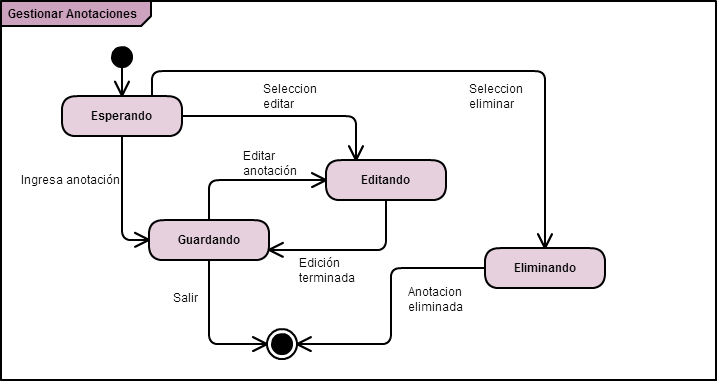 Gestionar Anotaciones
Seleccion
editar
Seleccion
eliminar
Esperando
Editar
anotación
Ingresa anotación
Editando
Guardando
Edición
terminada
Eliminando
Salir
Anotacion
eliminada